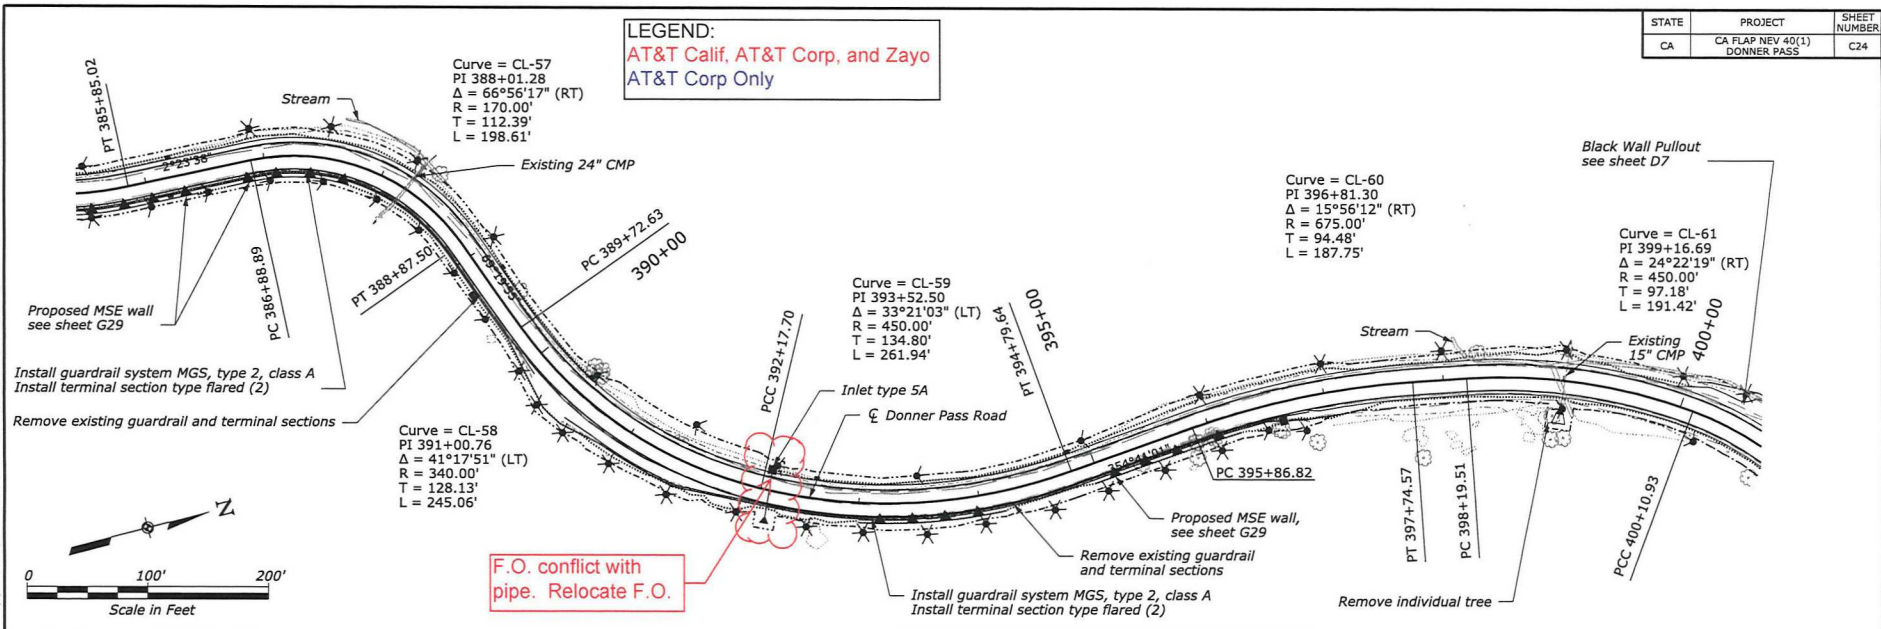 STATE PROJECT SHEET NUMBER
CA CA FLAP NEV 40(1) DONNER PASS C24
LEGEND:
AT&T Calif, AT&T Corp, and Zayo
AT&T Corp Only
PT 385+85.02
Stream
Curve = CL-57
PI 388+01.28
Δ = 66°56'17" (RT)
R = 170.00'
T = 112.39'
L = 198.61'
2°23'38"
Existing 24" CMP
PC 386+88.89
PT 388+87.50
69°19'55"
PC 389+72.63
390+00
Proposed MSE wall
see sheet G29
Install guardrail system MGS, type 2, class A
Install terminal section type flared (2)
Remove existing guardrail and terminal sections
Curve = CL-58
PI 391+00.76
Δ = 41°17'51" (LT)
R = 340.00'
T = 128.13'
L = 245.06'
PCC 392+17.70
Curve = CL-59
PI 393+52.50
Δ = 33°21'03" (LT)
R = 450.00'
T = 134.80'
L = 261.94'
Inlet type 5A
℄ Donner Pass Road
PT 394+79.64
395+00
354°41'01"
PC 395+86.82
Curve = CL-60
PI 396+81.30
Δ = 15°56'12" (RT)
R = 675.00'
T = 94.48'
L = 187.75'
Black Wall Pullout
see sheet D7
Curve = CL-61
PI 399+16.69
Δ = 24°22'19" (RT)
R = 450.00'
T = 97.18'
L = 191.42'
400+00
Stream
Existing
15" CMP
PT 397+74.57
PC 398+19.51
PCC 400+10.93
Proposed MSE wall,
see sheet G29
Remove existing guardrail
and terminal sections
Install guardrail system MGS, type 2, class A
Install terminal section type flared (2)
Remove individual tree
F.O. conflict with
pipe. Relocate F.O.
N
0 100' 200'
Scale in Feet